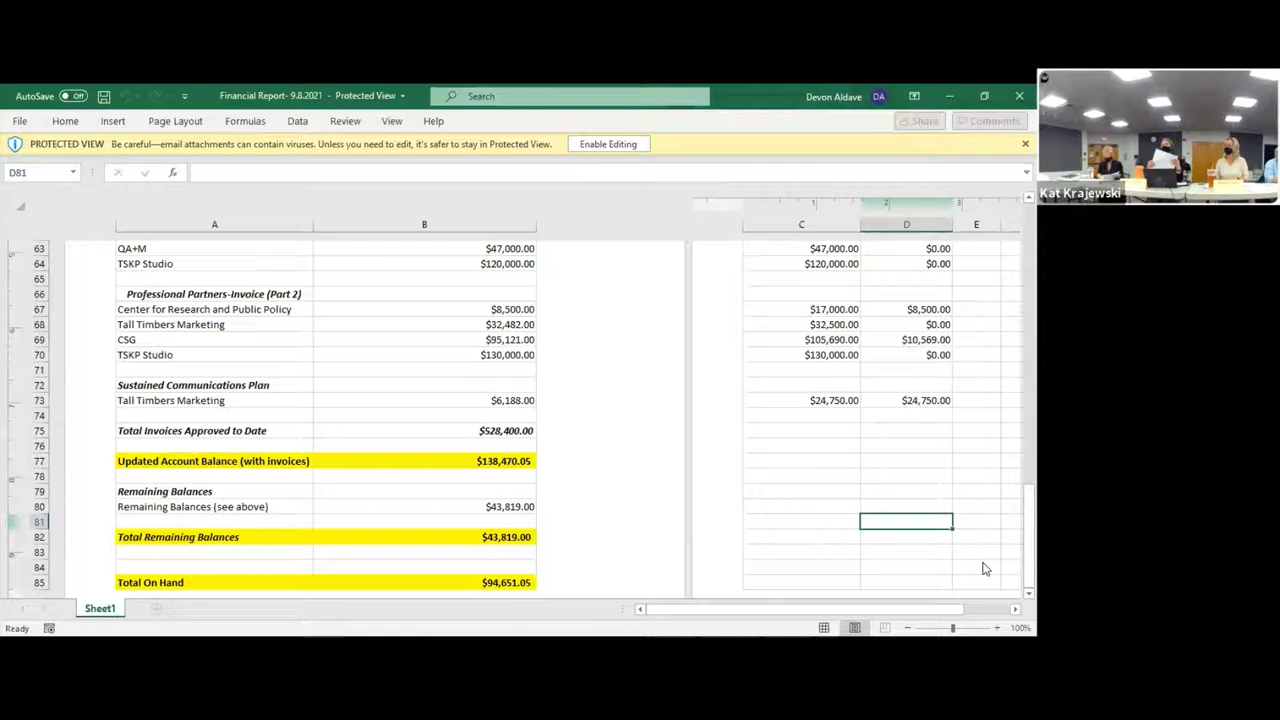 AutoSave Off Financial Report- 9.8.2021 - Protected View Search Devon Aldave DA
File Home Insert Page Layout Formulas Data Review View Help Share Comments
PROTECTED VIEW Be careful—email attachments can contain viruses. Unless you need to edit, it's safer to stay in Protected View. Enable Editing
D81 fx
Kat Krajewski
1 2 3
A B C D E
63 QA+M $47,000.00 $47,000.00 $0.00
64 TSKP Studio $120,000.00 $120,000.00 $0.00
65
66 Professional Partners-Invoice (Part 2)
67 Center for Research and Public Policy $8,500.00 $17,000.00 $8,500.00
68 Tall Timbers Marketing $32,482.00 $32,500.00 $0.00
69 CSG $95,121.00 $105,690.00 $10,569.00
70 TSKP Studio $130,000.00 $130,000.00 $0.00
71
72 Sustained Communications Plan
73 Tall Timbers Marketing $6,188.00 $24,750.00 $24,750.00
74
75 Total Invoices Approved to Date $528,400.00
76
77 Updated Account Balance (with invoices) $138,470.05
78
79 Remaining Balances
80 Remaining Balances (see above) $43,819.00
81
82 Total Remaining Balances $43,819.00
83
84
85 Total On Hand $94,651.05
Sheet1
Ready 100%